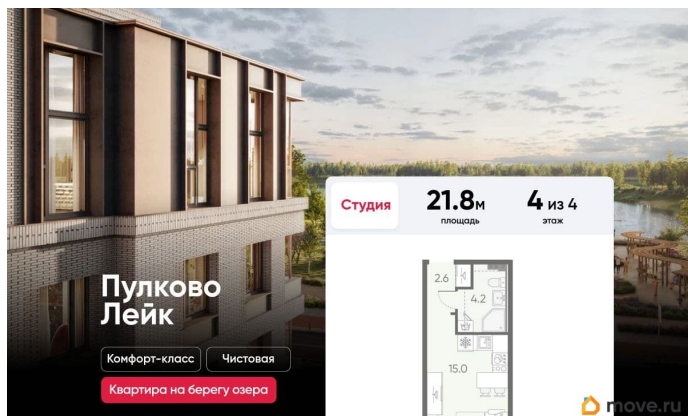 Студия
21.8м
площадь
4 из 4
этаж
Пулково
Лейк
2.6
4.2
15.0
Комфорт-класс
Чистовая
Квартира на берегу озера
move.ru